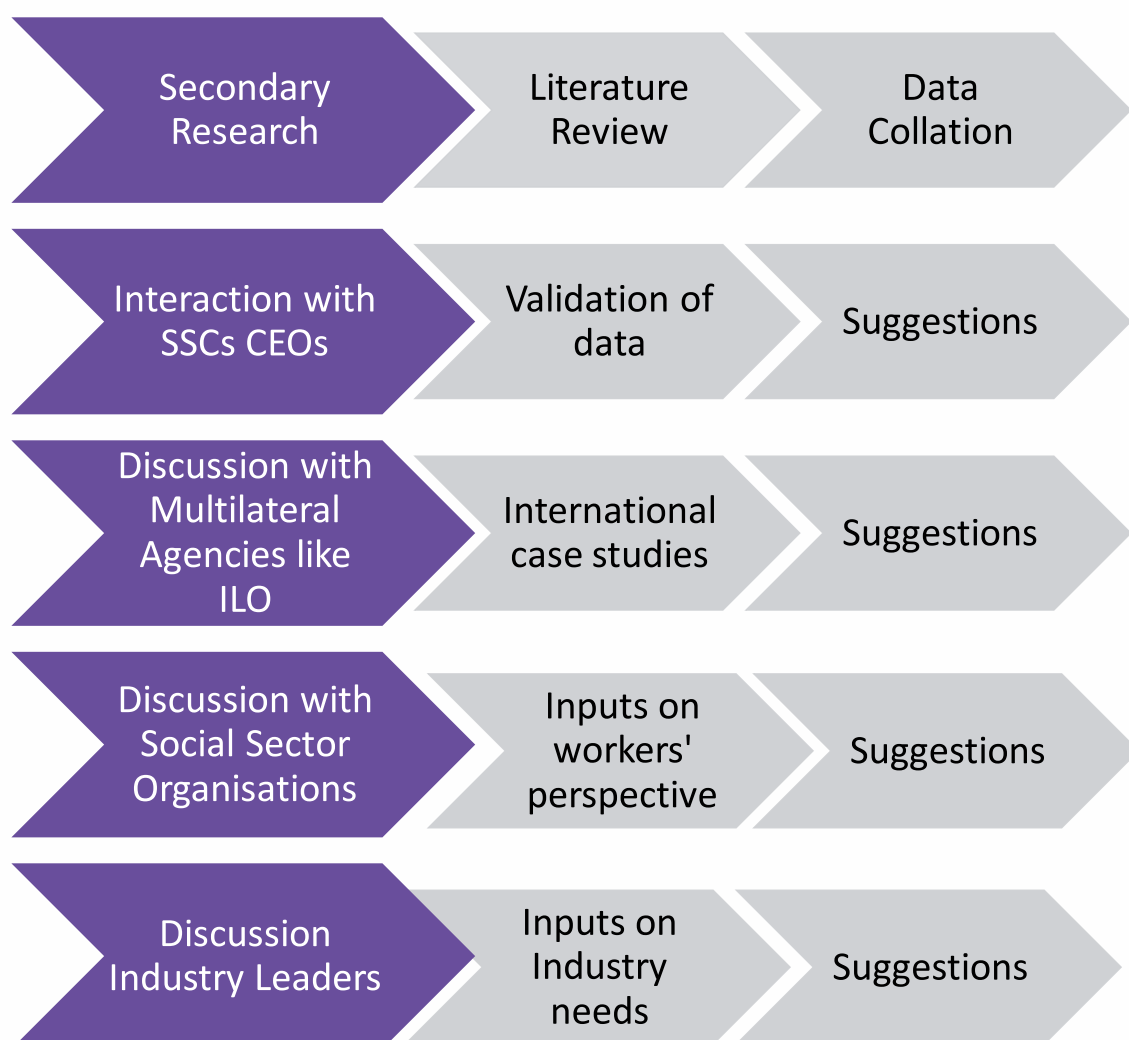 Secondary
Research
Literature
Review
Data
Collation
Interaction with
SSCs CEOs
Validation of
data
Suggestions
Discussion with
Multilateral
Agencies like
ILO
International
case studies
Suggestions
Discussion with
Social Sector
Organisations
Inputs on
workers'
perspective
Suggestions
Discussion
Industry Leaders
Inputs on
Industry
needs
Suggestions